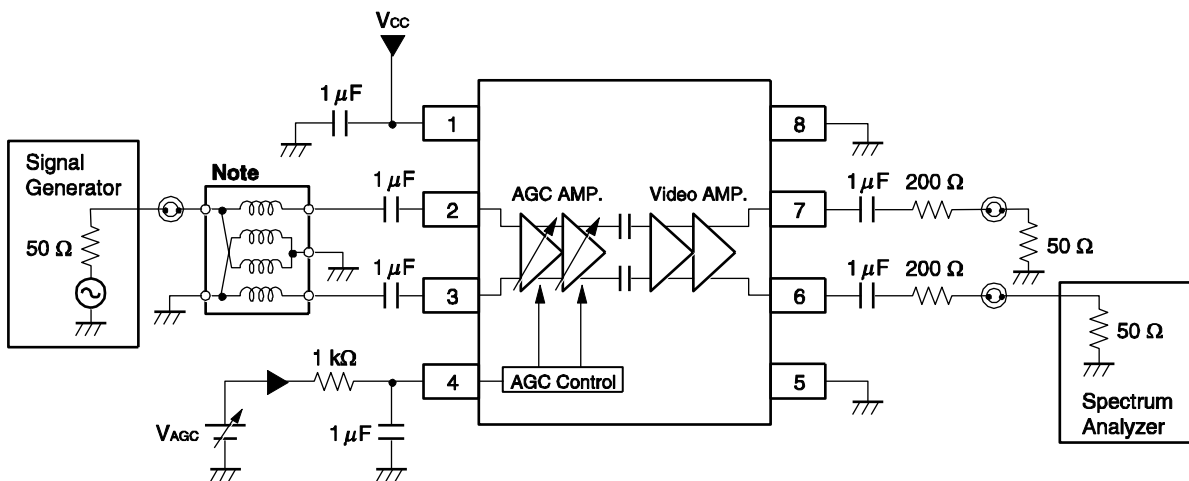 VCC
1 μF
1
8
Signal
Generator
50 Ω
Note
1 μF
2
AGC AMP.
Video AMP.
7
1 μF
200 Ω
50 Ω
1 μF
3
6
1 μF
200 Ω
50 Ω
Spectrum
Analyzer
1 kΩ
4
AGC Control
5
VAGC
1 μF